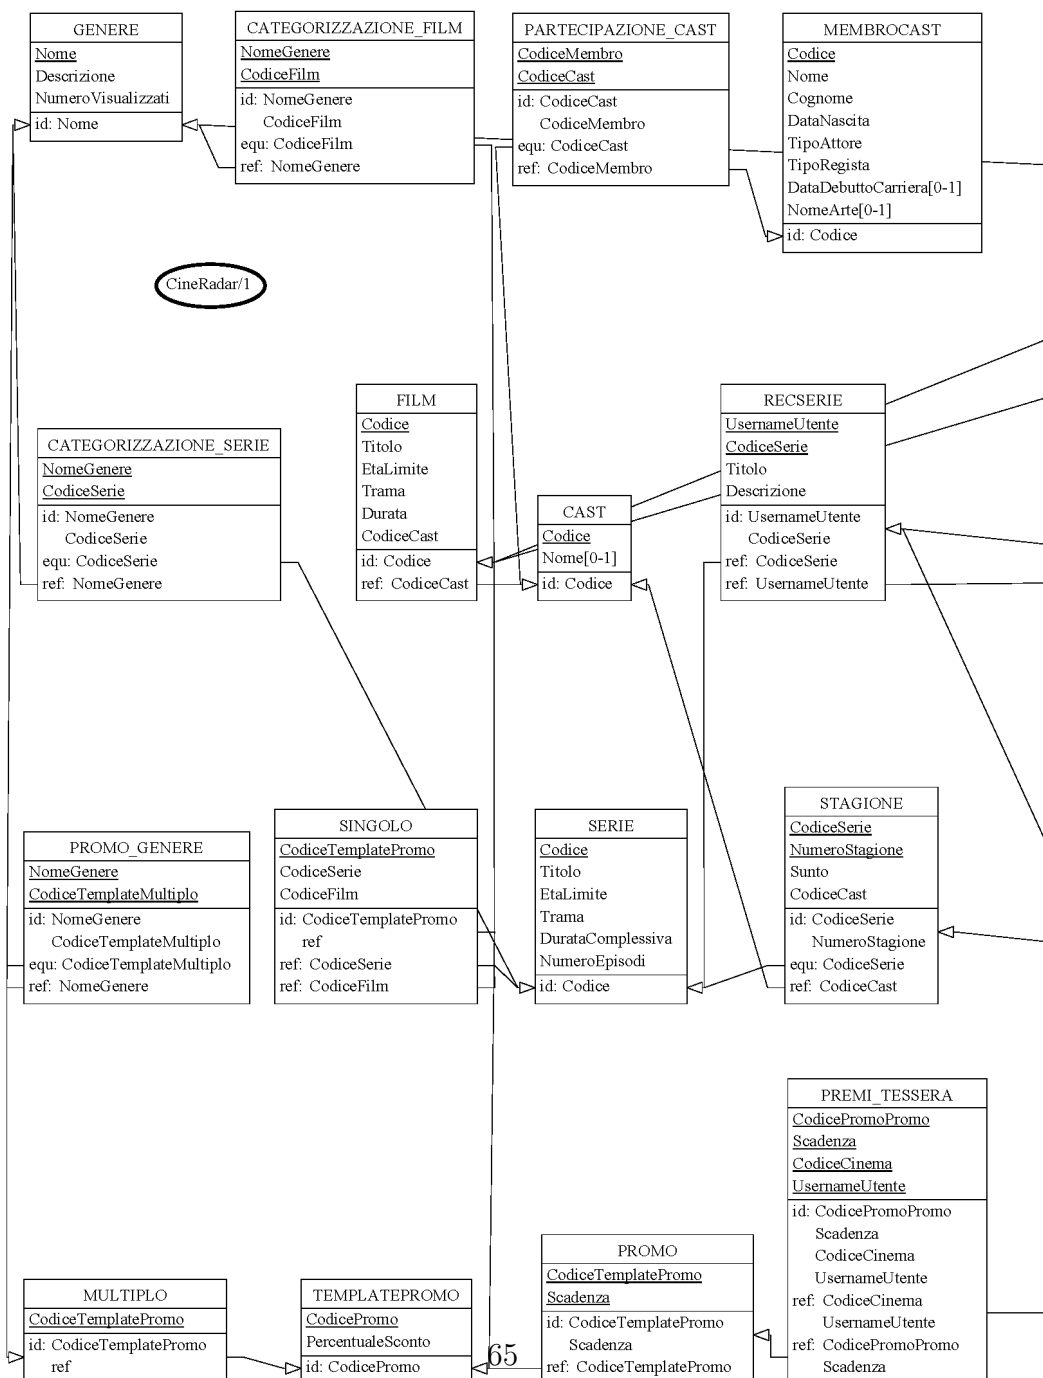 GENERE
Nome
Descrizione
NumeroVisualizzati
id: Nome
CATEGORIZZAZIONE_FILM
NomeGenere
CodiceFilm
id: NomeGenere
CodiceFilm
equ: CodiceFilm
ref: NomeGenere
PARTECIPAZIONE_CAST
CodiceMembro
CodiceCast
id: CodiceCast
CodiceMembro
equ: CodiceCast
ref: CodiceMembro
MEMBROCAST
Codice
Nome
Cognome
DataNascita
TipoAttore
TipoRegista
DataDebuttoCarriera[0-1]
NomeArte[0-1]
id: Codice
CineRadar/1
CATEGORIZZAZIONE_SERIE
NomeGenere
CodiceSerie
id: NomeGenere
CodiceSerie
equ: CodiceSerie
ref: NomeGenere
FILM
Codice
Titolo
EtaLimite
Trama
Durata
CodiceCast
id: Codice
ref: CodiceCast
CAST
Codice
Nome[0-1]
id: Codice
RECSERIE
UsernameUtente
CodiceSerie
Titolo
Descrizione
id: UsernameUtente
CodiceSerie
ref: CodiceSerie
ref: UsernameUtente
PROMO_GENERE
NomeGenere
CodiceTemplateMultiplo
id: NomeGenere
CodiceTemplateMultiplo
equ: CodiceTemplateMultiplo
ref: NomeGenere
SINGOLO
CodiceTemplatePromo
CodiceSerie
CodiceFilm
id: CodiceTemplatePromo
ref
ref: CodiceSerie
ref: CodiceFilm
SERIE
Codice
Titolo
EtaLimite
Trama
DurataComplessiva
NumeroEpisodi
id: Codice
STAGIONE
CodiceSerie
NumeroStagione
Sunto
CodiceCast
id: CodiceSerie
NumeroStagione
equ: CodiceSerie
ref: CodiceCast
PREMI_TESSERA
CodicePromoPromo
Scadenza
CodiceCinema
UsernameUtente
id: CodicePromoPromo
Scadenza
CodiceCinema
UsernameUtente
ref: CodiceCinema
UsernameUtente
ref: CodicePromoPromo
Scadenza
MULTIPLO
CodiceTemplatePromo
id: CodiceTemplatePromo
ref
TEMPLATEPROMO
CodicePromo
PercentualeSconto
id: CodicePromo
PROMO
CodiceTemplatePromo
Scadenza
id: CodiceTemplatePromo
Scadenza
ref: CodiceTemplatePromo
65